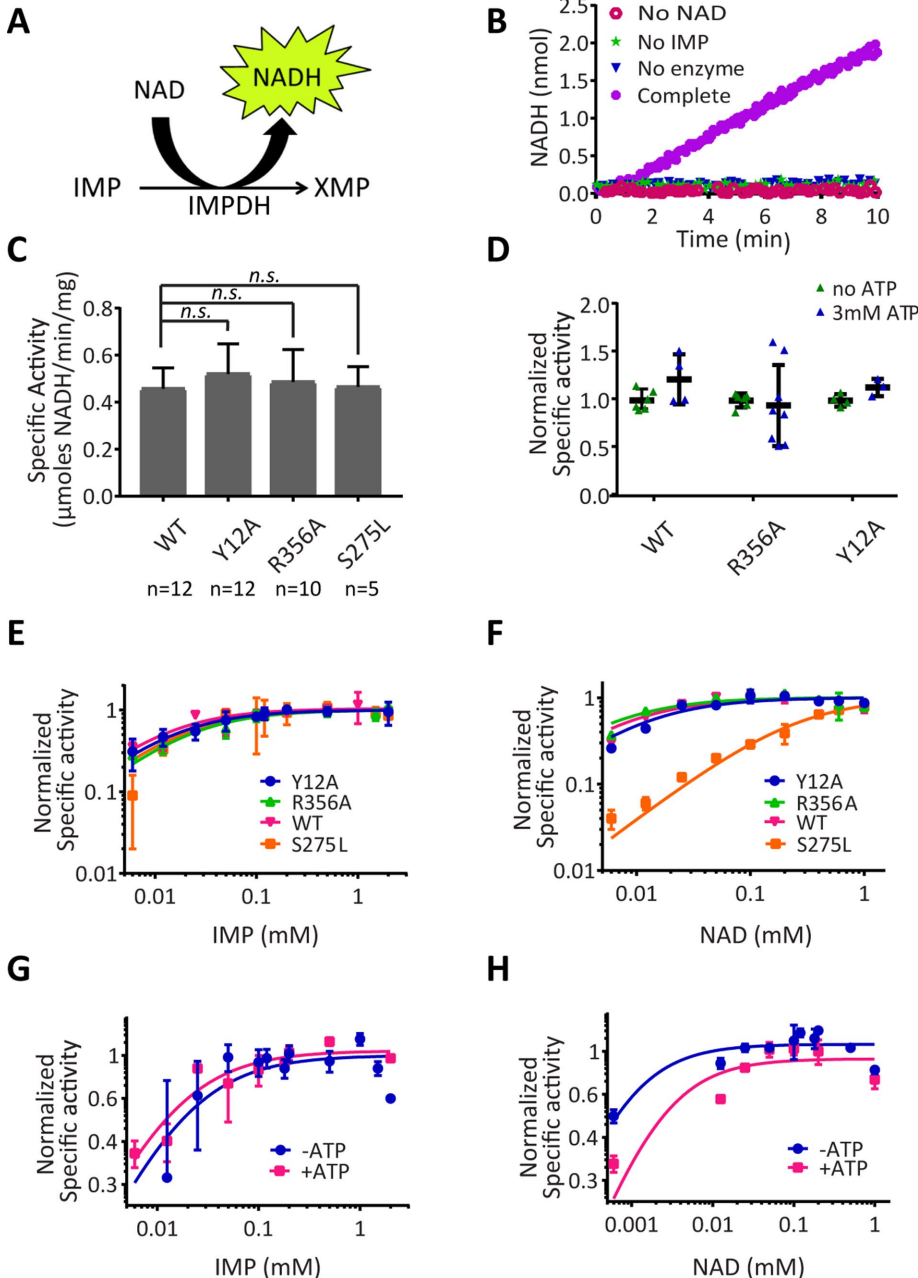 A
NAD
NADH
IMP
XMP
IMPDH
B
NADH (nmol)
2.5
2.0
1.5
1.0
0.5
0.0
No NAD
No IMP
No enzyme
Complete
0 2 4 6 8 10
Time (min)
C
Specific Activity
(µmoles NADH/min/mg)
0.8
0.6
0.4
0.2
0.0
n.s.
n.s.
n.s.
WT Y12A R356A S275L
n=12 n=12 n=10 n=5
D
Normalized
Specific activity
2.0
1.5
1.0
0.5
0.0
no ATP
3mM ATP
WT R356A Y12A
E
Normalized
Specific activity
1
0.1
0.01
Y12A
R356A
WT
S275L
0.01 0.1 1
IMP (mM)
F
Normalized
Specific activity
1
0.1
0.01
Y12A
R356A
WT
S275L
0.01 0.1 1
NAD (mM)
G
Normalized
Specific activity
1
0.4
0.3
-ATP
+ATP
0.01 0.1 1
IMP (mM)
H
Normalized
Specific activity
1
0.6
0.4
0.3
-ATP
+ATP
0.001 0.01 0.1 1
NAD (mM)